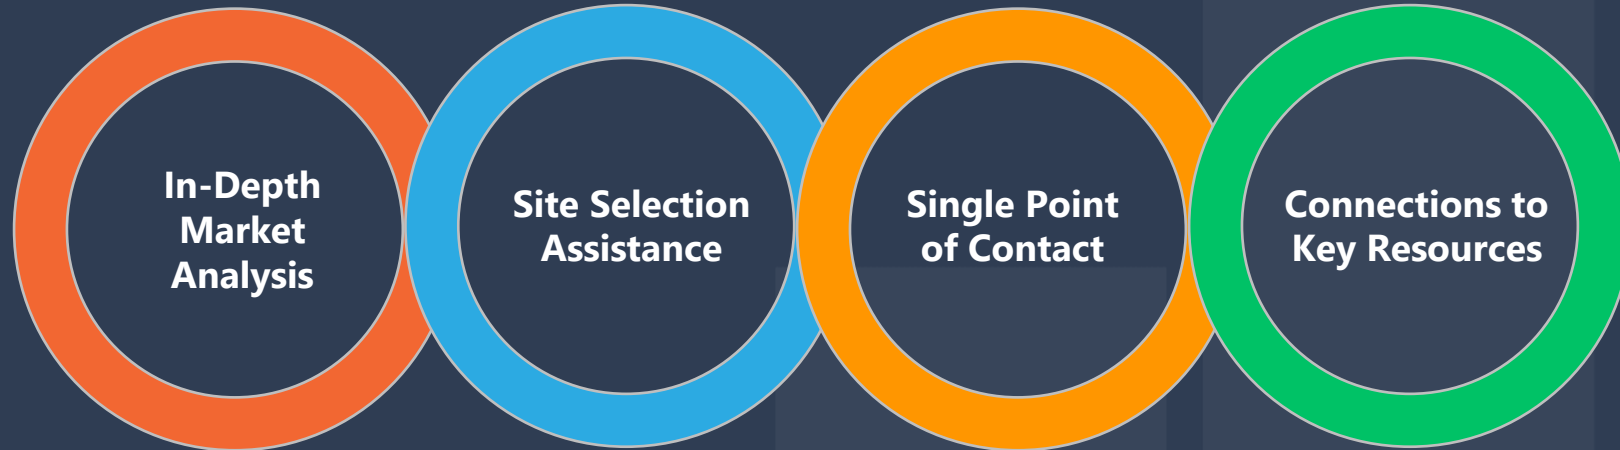 In-Depth
Market
Analysis
Site Selection
Assistance
Single Point
of Contact
Connections to
Key Resources